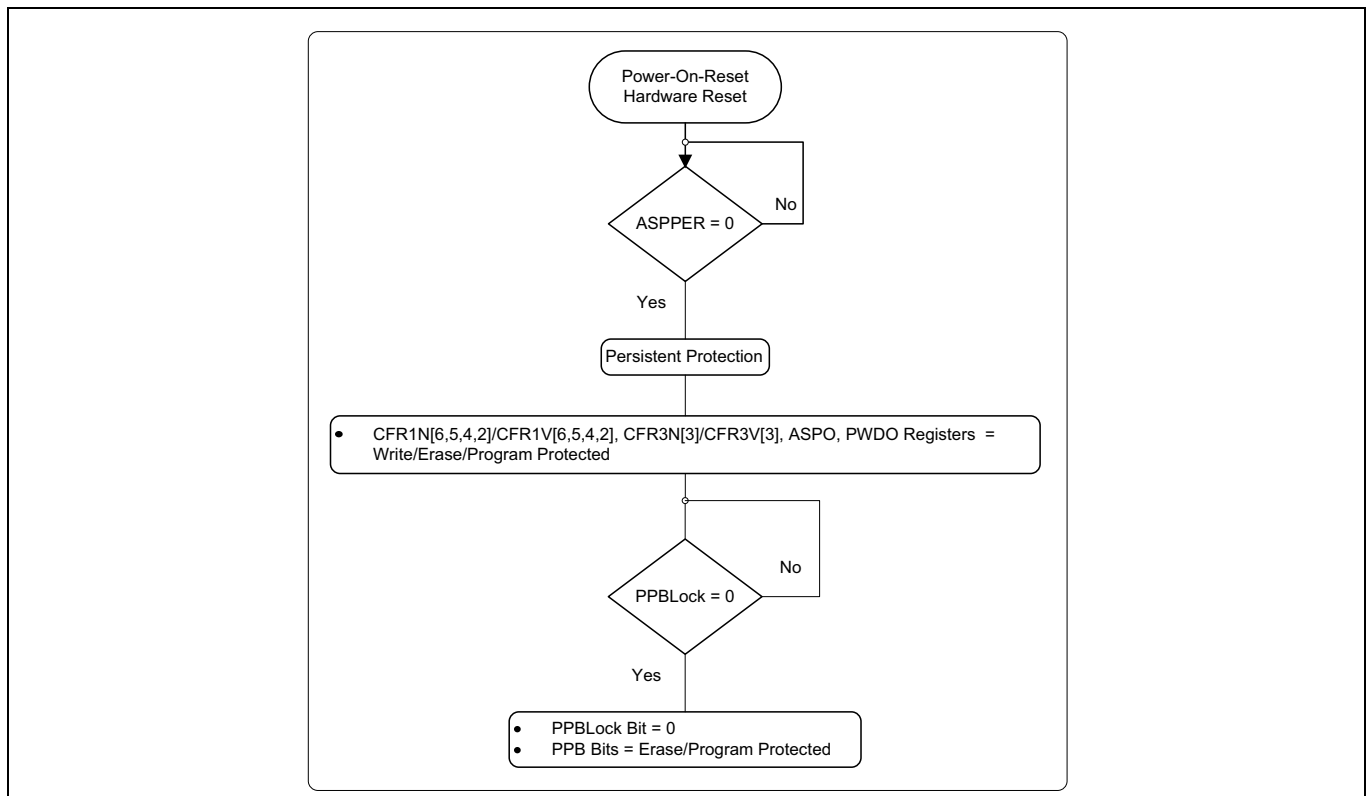 Power-On-Reset
Hardware Reset
No
ASPPER = 0
Yes
Persistent Protection
• CFR1N[6,5,4,2]/CFR1V[6,5,4,2], CFR3N[3]/CFR3V[3], ASPO, PWDO Registers =
Write/Erase/Program Protected
No
PPBLock = 0
Yes
• PPBLock Bit = 0
• PPB Bits = Erase/Program Protected